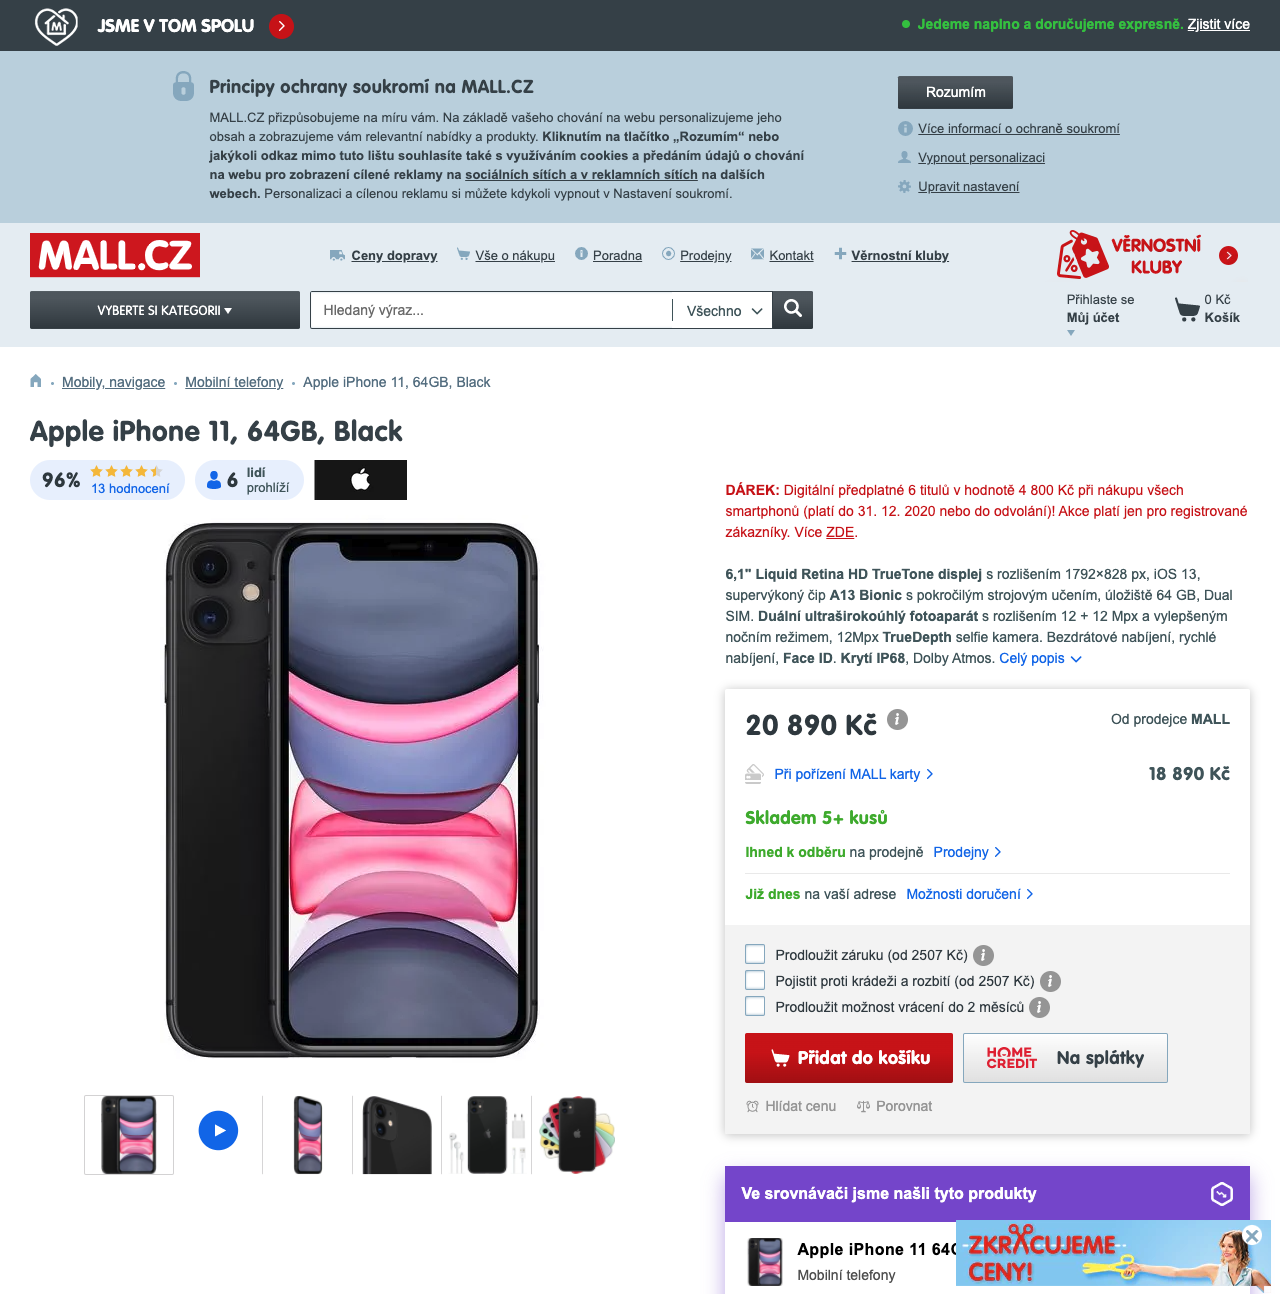 JSME V TOM SPOLU
Jedeme naplno a doručujeme expresně. Zjistit více
Principy ochrany soukromí na MALL.CZ
MALL.CZ přizpůsobujeme na míru vám. Na základě vašeho chování na webu personalizujeme jeho
obsah a zobrazujeme vám relevantní nabídky a produkty. Kliknutím na tlačítko „Rozumím“ nebo
jakýkoli odkaz mimo tuto lištu souhlasíte také s využíváním cookies a předáním údajů o chování
na webu pro zobrazení cílené reklamy na sociálních sítích a v reklamních sítích na dalších
webech. Personalizaci a cílenou reklamu si můžete kdykoli vypnout v Nastavení soukromí.
Rozumím
Více informací o ochraně soukromí
Vypnout personalizaci
Upravit nastavení
MALL.CZ
Ceny dopravy
Vše o nákupu
Poradna
Prodejny
Kontakt
Věrnostní kluby
VĚRNOSTNÍ
KLUBY
VYBERTE SI KATEGORII
Hledaný výraz...
Všechno
Přihlaste se
Můj účet
0 Kč
Košík
Mobily, navigace
Mobilní telefony
Apple iPhone 11, 64GB, Black
Apple iPhone 11, 64GB, Black
96%
13 hodnocení
6
lidí
prohlíží
DÁREK: Digitální předplatné 6 titulů v hodnotě 4 800 Kč při nákupu všech
smartphonů (platí do 31. 12. 2020 nebo do odvolání)! Akce platí jen pro registrované
zákazníky. Více ZDE.
6,1" Liquid Retina HD TrueTone displej s rozlišením 1792×828 px, iOS 13,
supervýkoný čip A13 Bionic s pokročilým strojovým učením, úložiště 64 GB, Dual
SIM. Duální ultraširokoúhlý fotoaparát s rozlišením 12 + 12 Mpx a vylepšeným
nočním režimem, 12Mpx TrueDepth selfie kamera. Bezdrátové nabíjení, rychlé
nabíjení, Face ID. Krytí IP68, Dolby Atmos. Celý popis
20 890 Kč
Od prodejce MALL
Při pořízení MALL karty
18 890 Kč
Skladem 5+ kusů
Ihned k odběru na prodejně Prodejny
Již dnes na vaší adrese Možnosti doručení
Prodloužit záruku (od 2507 Kč)
Pojistit proti krádeži a rozbití (od 2507 Kč)
Prodloužit možnost vrácení do 2 měsíců
Přidat do košíku
HOME
CREDIT
Na splátky
Hlídat cenu
Porovnat
Ve srovnávači jsme našli tyto produkty
Apple iPhone 11 64G
Mobilní telefony
ZKRACUJEME
CENY!